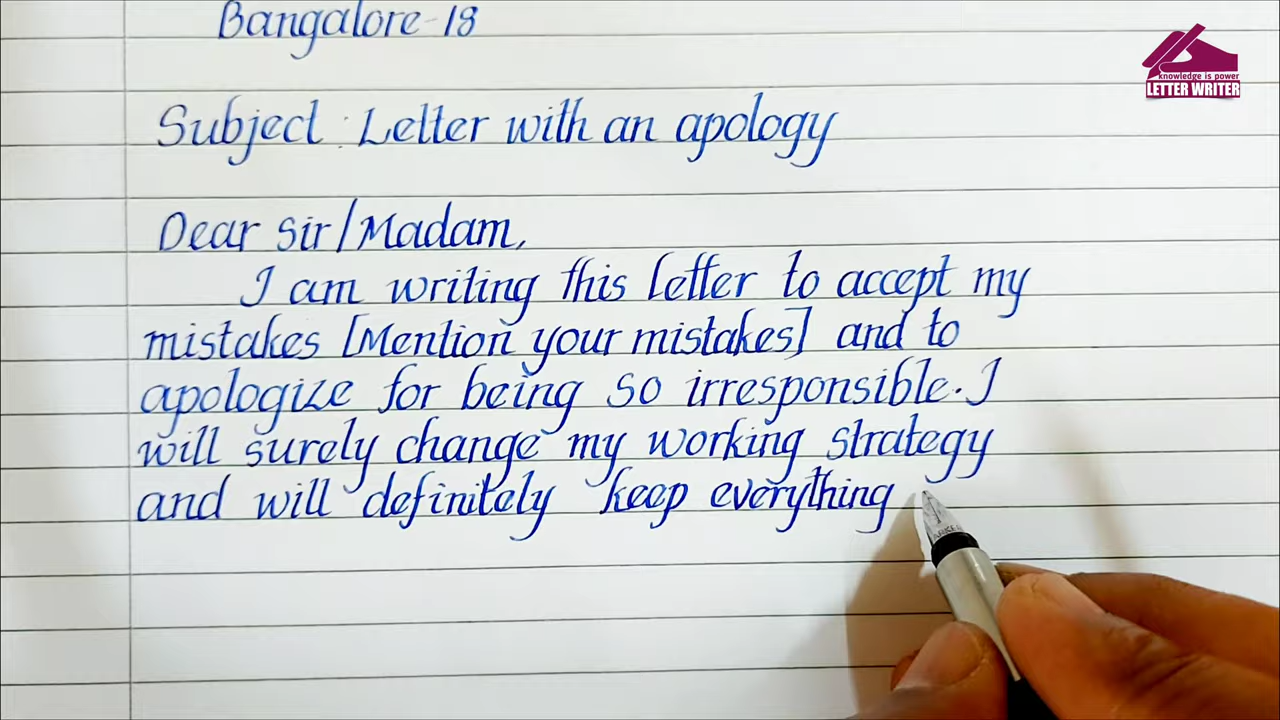 Bangalore-18
knowledge is power
LETTER WRITER
Subject : Letter with an apology
Dear Sir/Madam,
I am writing this letter to accept my
mistakes [Mention your mistakes] and to
apologize for being so irresponsible. I
will surely change my working strategy
and will definitely keep everything